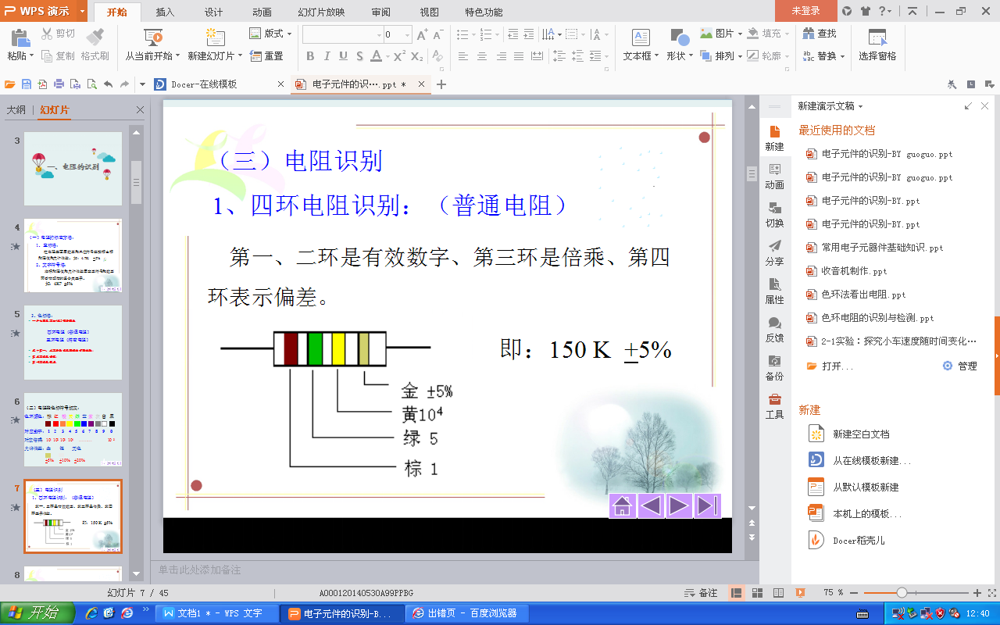 WPS 演示
开始 插入 设计 动画 幻灯片放映 审阅 视图 特色功能 未登录
粘贴 剪切 复制 格式刷 从当前开始 新建幻灯片 版式 重置 0 文本框 形状 图片 排列 填充 轮廓 查找 替换 选择窗格
Docer-在线模板 电子元件的识….ppt *
大纲 幻灯片
3
一、电阻的识别
4
5
6
7
8
(三)电阻识别
1、四环电阻识别：（普通电阻）
第一、二环是有效数字、第三环是倍乘、第四
环表示偏差。
即：150 K ±5%
金 ±5%
黄10⁴
绿 5
棕 1
单击此处添加备注
新建
动画
切换
分享
属性
反馈
备份
工具
新建演示文稿
最近使用的文档
电子元件的识别-BY guoguo.ppt
电子元件的识别-BY guoguo.ppt
电子元件的识别-BY.ppt
电子元件的识别-BY.ppt
常用电子元器件基础知识.ppt
收音机制作.ppt
色环法看出电阻.ppt
色环电阻的识别与检测.ppt
2-1实验：探究小车速度随时间变化…
打开... 管理
新建
新建空白文档
从在线模板新建...
从默认模板新建
本机上的模板...
Docer稻壳儿
幻灯片 7 / 45 A000120140530A99PPBG 备注 75 %
开始 文档1 * - WPS 文字 电子元件的识别-B... 出错页 - 百度浏览器 12:40